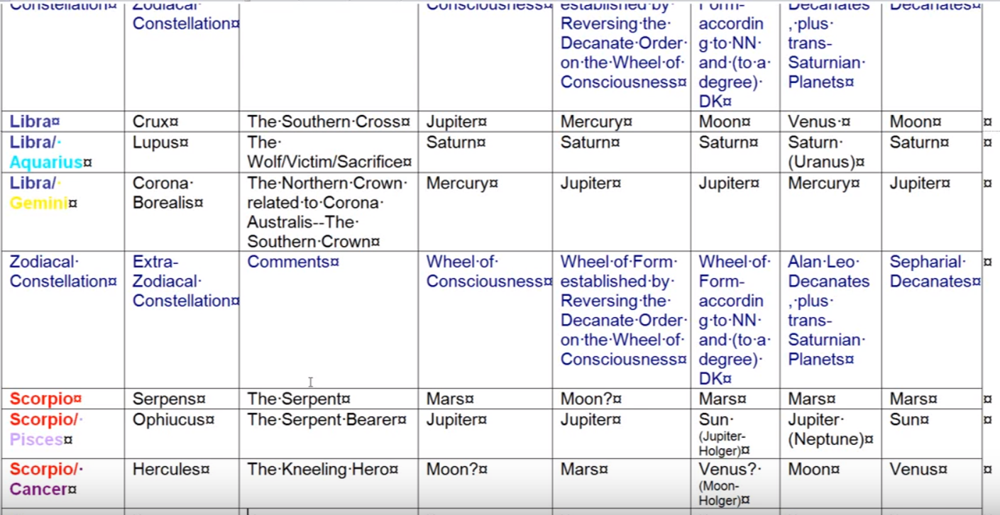 Constellation¤ Zodiacal· Consciousness¤ established·by· Form- Decanates Decanates¤
Constellation¤ Reversing·the· accordin ,·plus·
Decanate·Order· g·to·NN· trans-
on·the·Wheel·of· and·(to·a· Saturnian·
Consciousness¤ degree)· Planets¤
DK¤
Libra¤ Crux¤ The·Southern·Cross¤ Jupiter¤ Mercury¤ Moon¤ Venus·¤ Moon¤ ¤
Libra/· Lupus¤ The· Saturn¤ Saturn¤ Saturn¤ Saturn· Saturn¤ ¤
Aquarius¤ Wolf/Victim/Sacrifice¤ (Uranus)¤
Libra/· Corona· The·Northern·Crown· Mercury¤ Jupiter¤ Jupiter¤ Mercury¤ Jupiter¤ ¤
Gemini¤ Borealis¤ related·to·Corona·
Australis--The·
Southern·Crown¤
Zodiacal· Extra- Comments¤ Wheel·of· Wheel·of·Form· Wheel·of· Alan·Leo· Sepharial· ¤
Constellation¤ Zodiacal· Consciousness¤ established·by· Form- Decanates Decanates¤
Constellation¤ Reversing·the· accordin ,·plus·
Decanate·Order· g·to·NN· trans-
on·the·Wheel·of· and·(to·a· Saturnian·
Consciousness¤ degree)· Planets¤
DK¤
Scorpio¤ Serpens¤ The·Serpent¤ Mars¤ Moon?¤ Mars¤ Mars¤ Mars¤ ¤
Scorpio/· Ophiucus¤ The·Serpent·Bearer¤ Jupiter¤ Jupiter¤ Sun· Jupiter· Sun¤ ¤
Pisces¤ (Jupiter- (Neptune)¤
Holger)¤
Scorpio/· Hercules¤ The·Kneeling·Hero¤ Moon?¤ Mars¤ Venus?· Moon¤ Venus¤ ¤
Cancer¤ (Moon-
Holger)¤